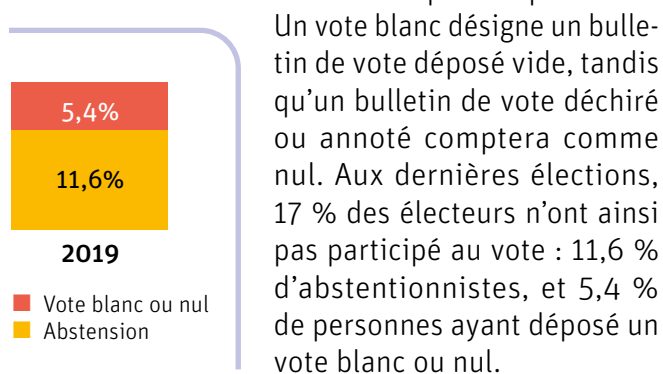 5,4%
11,6%
2019
Vote blanc ou nul
Abstension
Un vote blanc désigne un bulle-
tin de vote déposé vide, tandis
qu'un bulletin de vote déchiré
ou annoté comptera comme
nul. Aux dernières élections,
17 % des électeurs n'ont ainsi
pas participé au vote : 11,6 %
d'abstentionnistes, et 5,4 %
de personnes ayant déposé un
vote blanc ou nul.